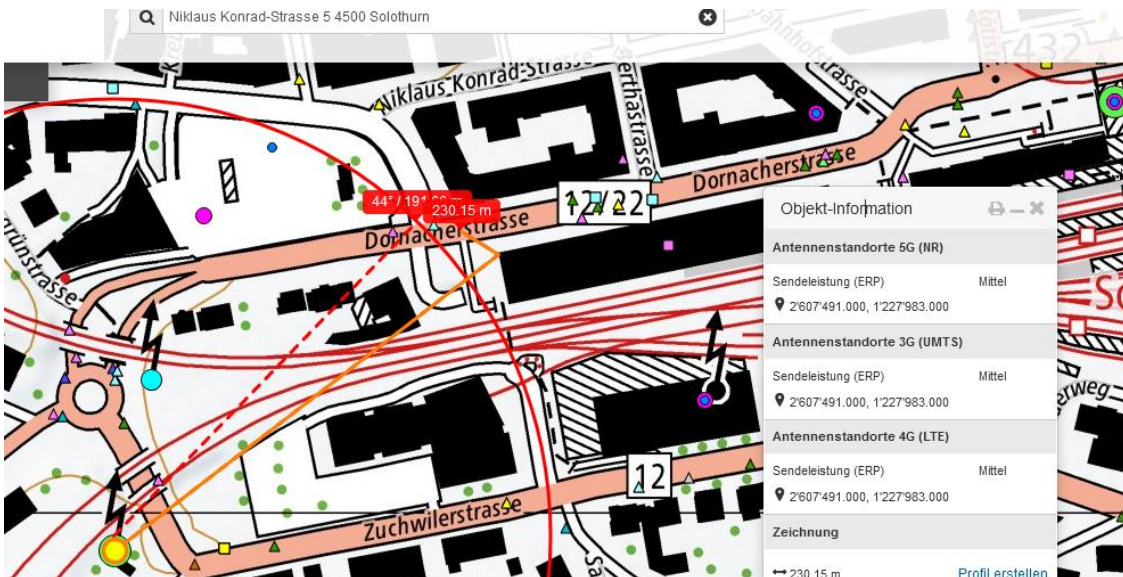 Niklaus Konrad-Strasse 5 4500 Solothurn
432
Niklaus Konrad-Strasse
Dornacherstrasse
44° / 191
230.15 m
12/22
Dornacherstrasse
Objekt-Information
Antennenstandorte 5G (NR)
Sendeleistung (ERP) Mittel
2'607'491.000, 1'227'983.000
Antennenstandorte 3G (UMTS)
Sendeleistung (ERP) Mittel
2'607'491.000, 1'227'983.000
Antennenstandorte 4G (LTE)
Sendeleistung (ERP) Mittel
2'607'491.000, 1'227'983.000
Zeichnung
230.15 m Profil erstellen
12
Zuchwilerstrasse